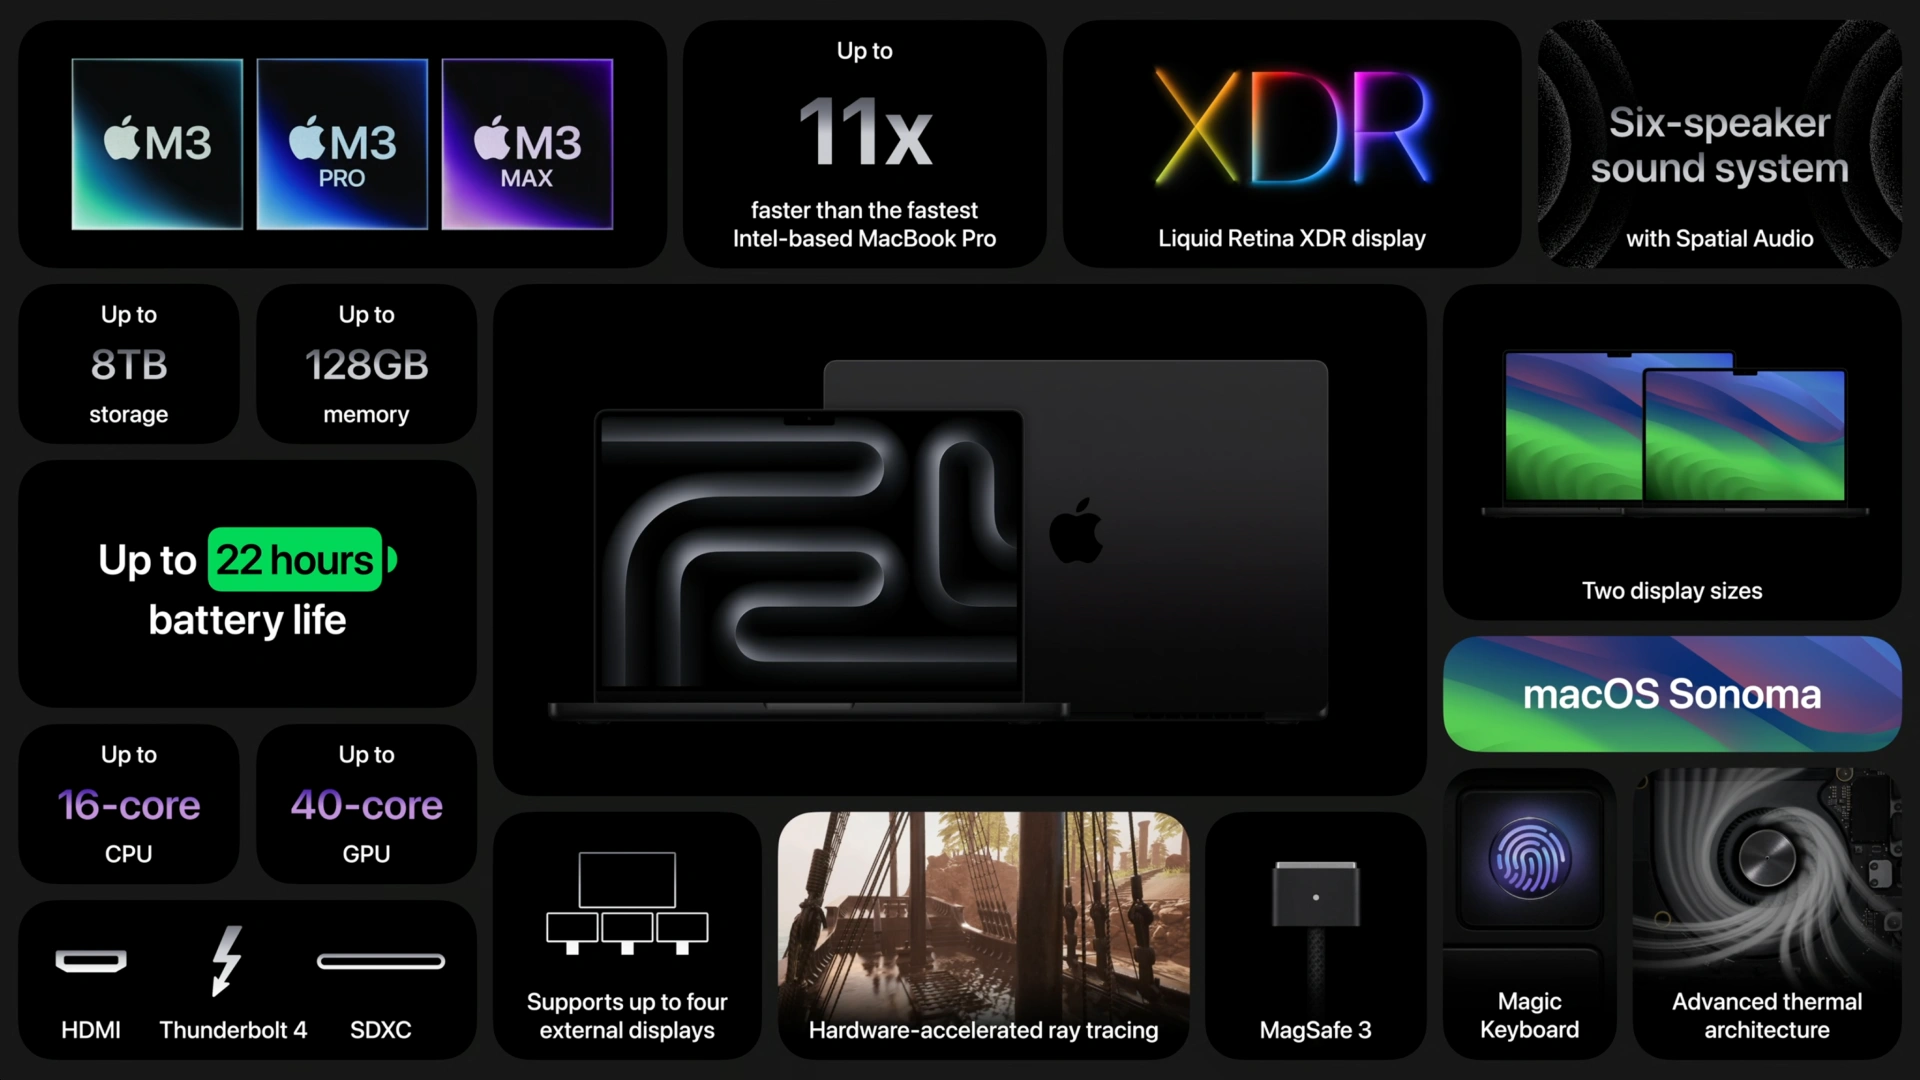 M3
M3
PRO
M3
MAX
Up to
11x
faster than the fastest
Intel-based MacBook Pro
XDR
Liquid Retina XDR display
Six-speaker
sound system
with Spatial Audio
Up to
8TB
storage
Up to
128GB
memory
Up to 22 hours
battery life
Two display sizes
macOS Sonoma
Up to
16-core
CPU
Up to
40-core
GPU
HDMI
Thunderbolt 4
SDXC
Supports up to four
external displays
Hardware-accelerated ray tracing
MagSafe 3
Magic
Keyboard
Advanced thermal
architecture